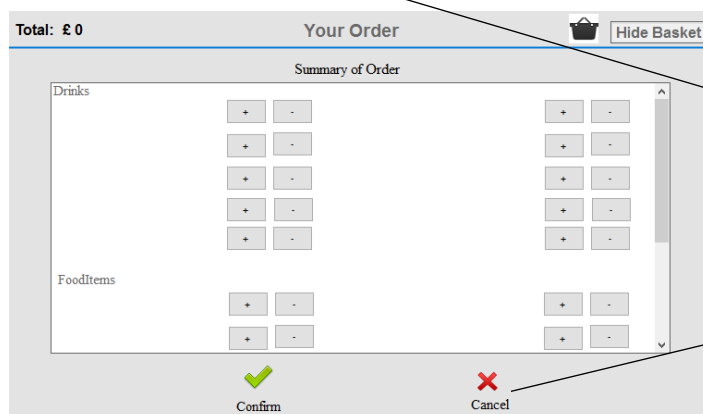 Total: £ 0 Your Order Hide Basket
Summary of Order
Drinks
+ - + -
+ - + -
+ - + -
+ - + -
+ - + -
FoodItems
+ - + -
+ - + -
Confirm Cancel